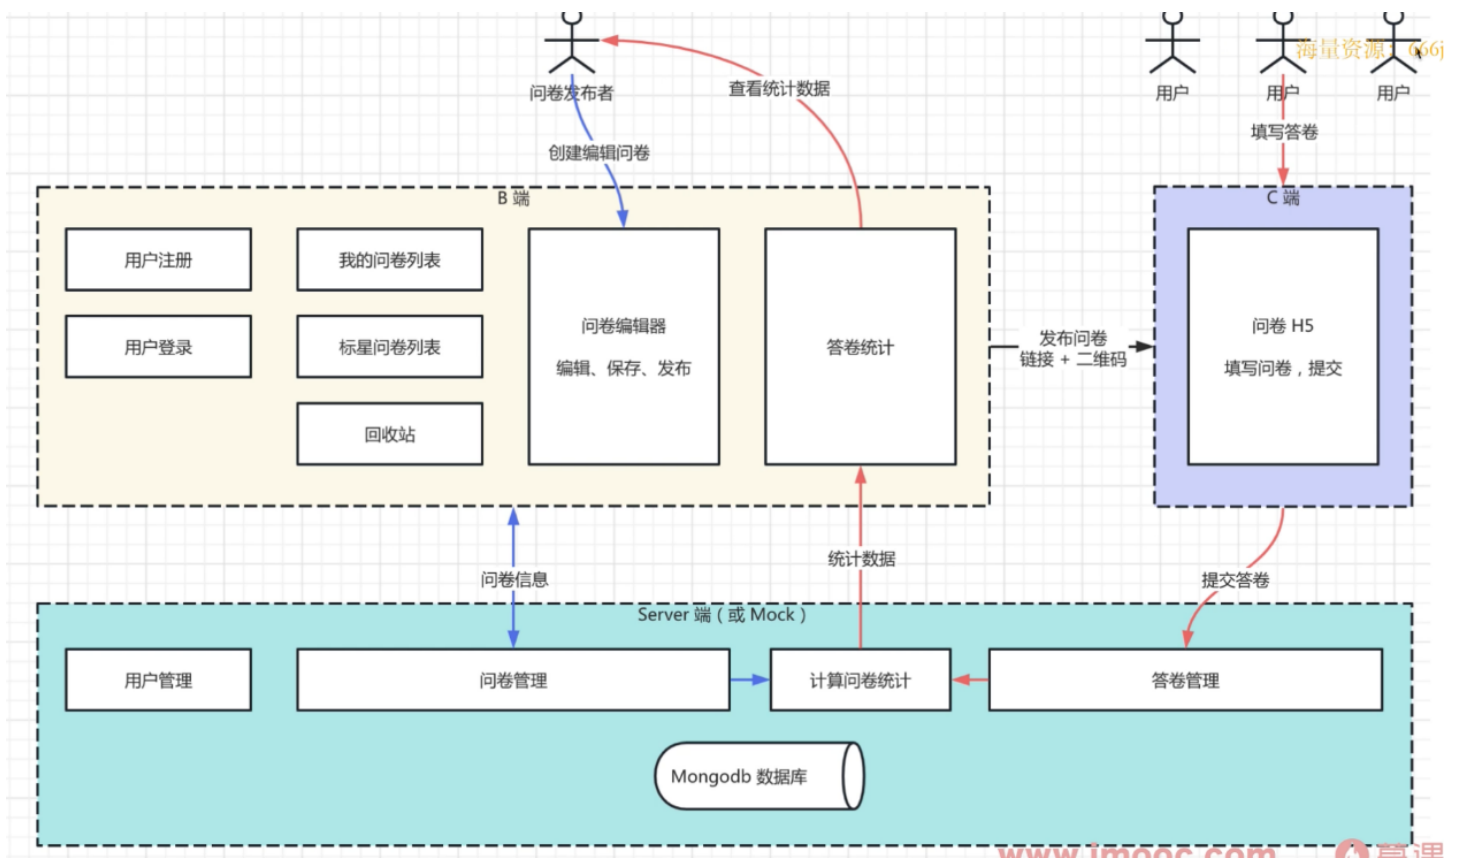 海量资源：666j
问卷发布者
查看统计数据
用户
用户
用户
填写答卷
创建编辑问卷
B 端
C 端
用户注册
我的问卷列表
用户登录
标星问卷列表
回收站
问卷编辑器
编辑、保存、发布
答卷统计
发布问卷
链接 + 二维码
问卷 H5
填写问卷，提交
问卷信息
统计数据
提交答卷
Server 端（或 Mock）
用户管理
问卷管理
计算问卷统计
答卷管理
Mongodb 数据库
www.imooc.com
慕课